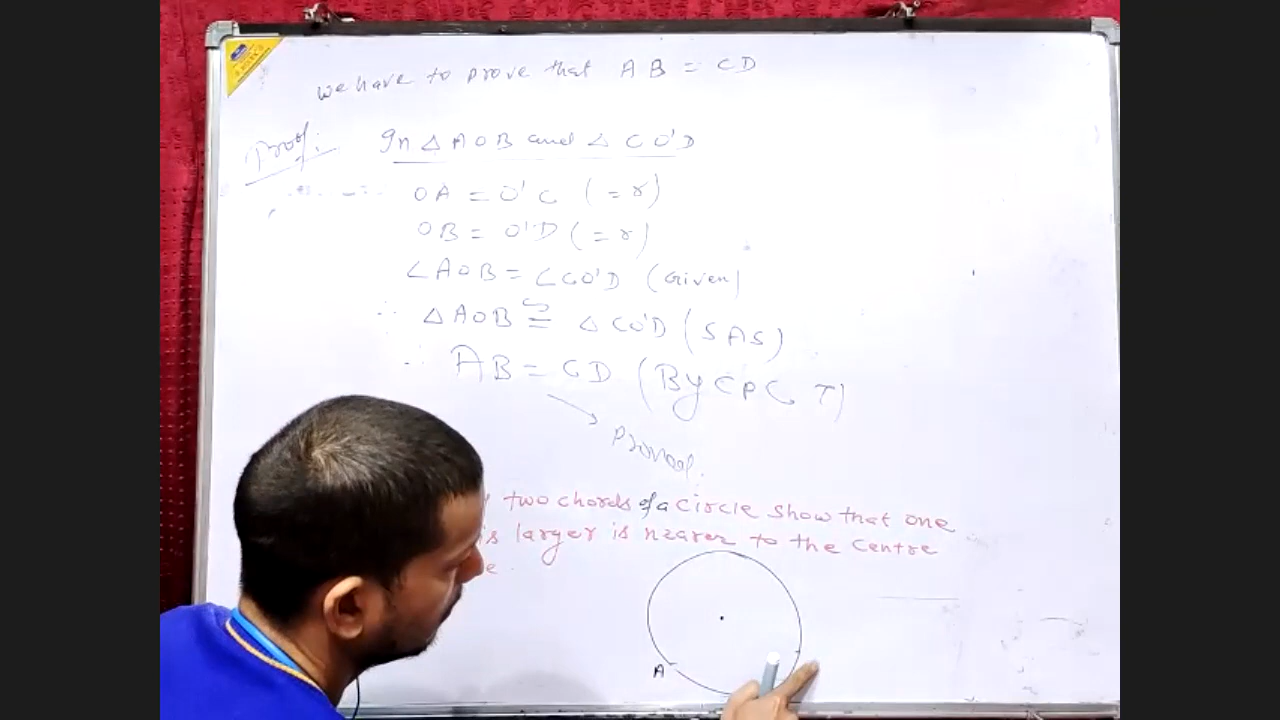 we have to prove that AB = CD
Proof:
In △AOB and △CO'D
OA = O'C (= r)
OB = O'D (= r)
∠AOB = ∠CO'D (Given)
∴ △AOB ≅ △CO'D (SAS)
∴ AB = CD (By CPCT)
Proved.
two chords of a circle show that one
is larger is nearer to the centre
A